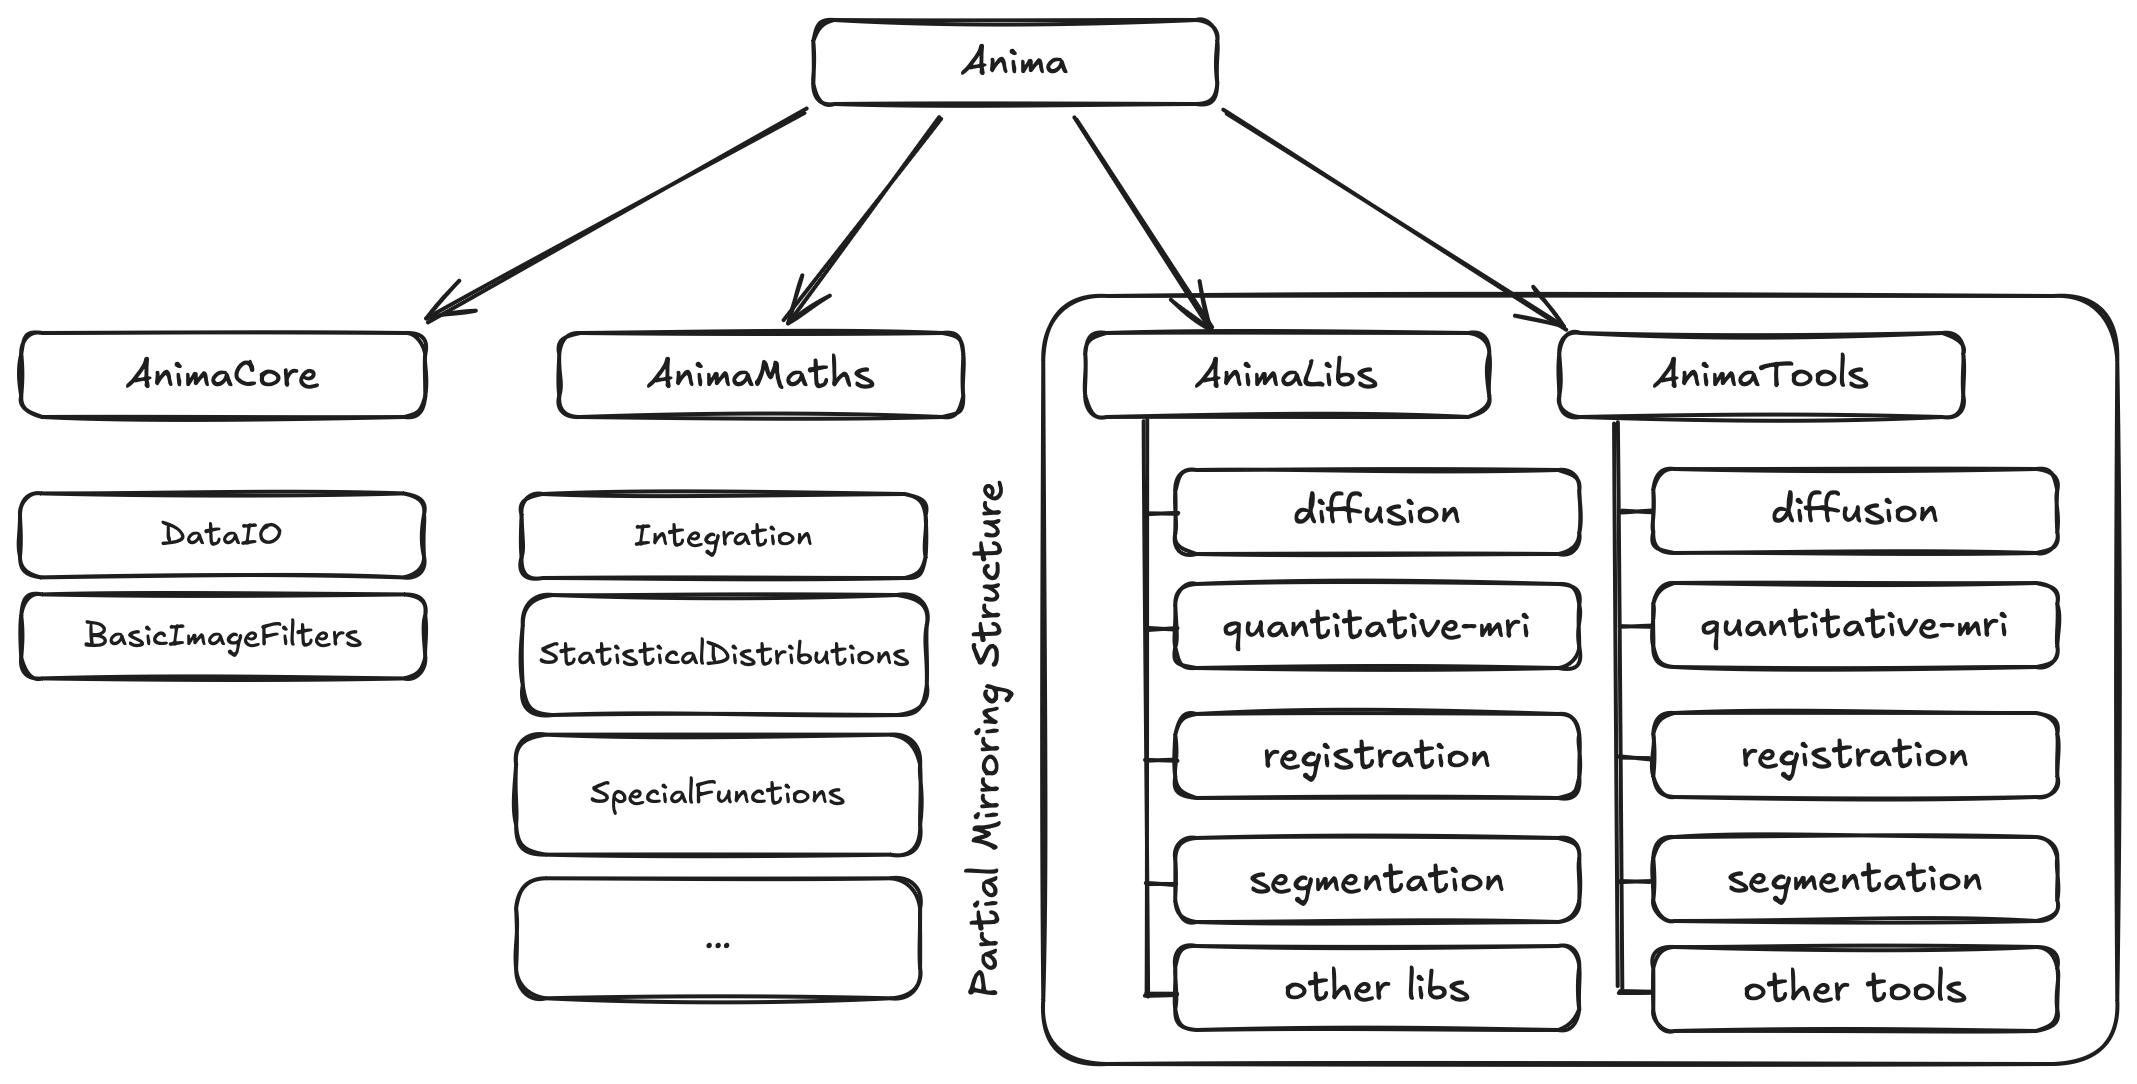 Anima
AnimaCore
AnimaMaths
AnimaLibs
AnimaTools
DataIO
BasicImageFilters
Integration
StatisticalDistributions
SpecialFunctions
...
Partial Mirroring Structure
diffusion
quantitative-mri
registration
segmentation
other libs
diffusion
quantitative-mri
registration
segmentation
other tools